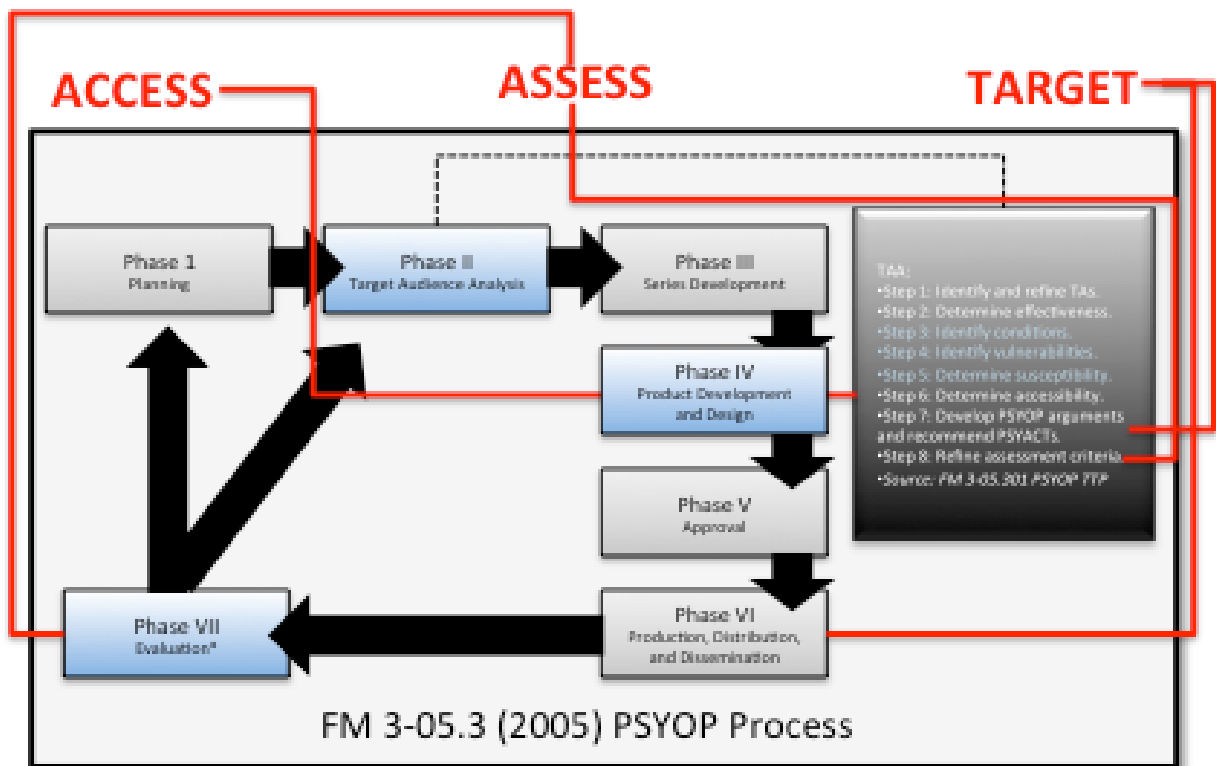 ACCESS
ASSESS
TARGET
Phase 1
Planning
Phase II
Target Audience Analysis
Phase III
Series Development
TAA:
•Step 1: Identify and refine TAs.
•Step 2: Determine effectiveness.
•Step 3: Identify conditions.
•Step 4: Identify vulnerabilities.
•Step 5: Determine susceptibility.
•Step 6: Determine accessibility.
•Step 7: Develop PSYOP arguments
and recommend PSYACTs.
•Step 8: Refine assessment criteria.
•Source: FM 3-05.301 PSYOP TTP
Phase IV
Product Development
and Design
Phase V
Approval
Phase VI
Production, Distribution,
and Dissemination
Phase VII
Evaluation*
FM 3-05.3 (2005) PSYOP Process